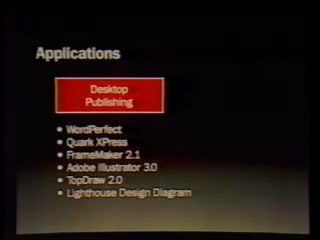 Applications
Desktop
Publishing
• WordPerfect
• Quark XPress
• FrameMaker 2.1
• Adobe Illustrator 3.0
• TopDraw 2.0
• Lighthouse Design Diagram